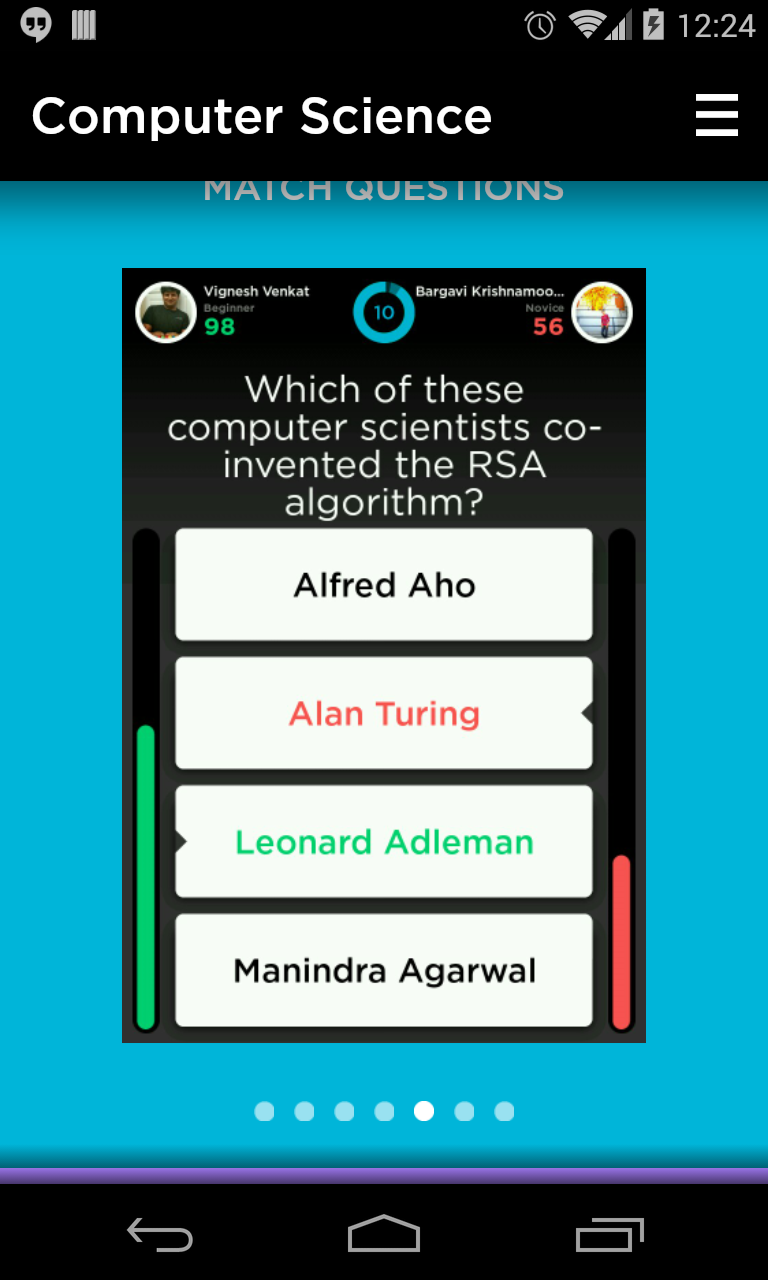 12:24
Computer Science
MATCH QUESTIONS
Vignesh Venkat
Beginner
98
10
Bargavi Krishnamoo...
Novice
56
Which of these
computer scientists co-
invented the RSA
algorithm?
Alfred Aho
Alan Turing
Leonard Adleman
Manindra Agarwal